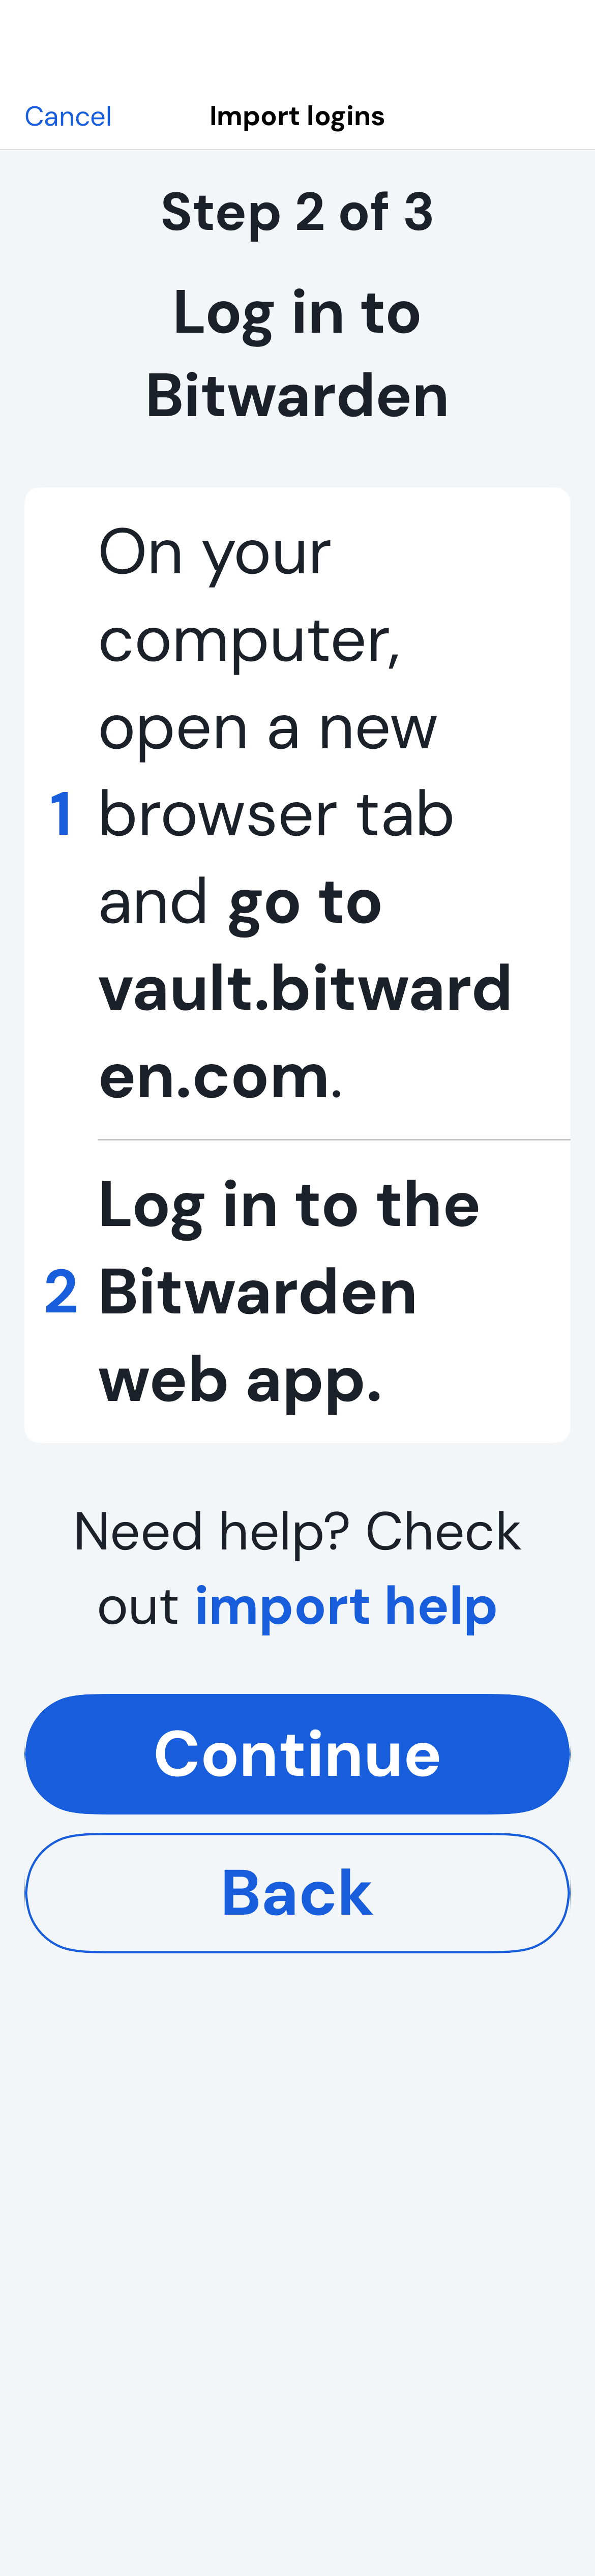 Cancel
Import logins
Step 2 of 3
Log in to
Bitwarden
On your
computer,
open a new
1 browser tab
and go to
vault.bitward
en.com.
Log in to the
2 Bitwarden
web app.
Need help? Check
out import help
Continue
Back